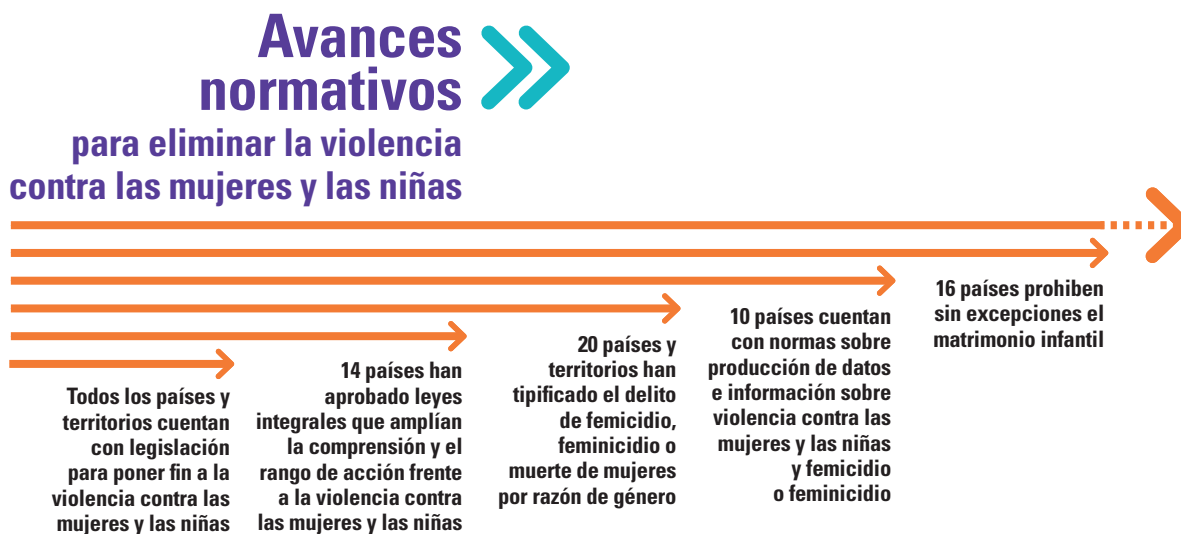 Avances
normativos
para eliminar la violencia
contra las mujeres y las niñas
Todos los países y
territorios cuentan
con legislación
para poner fin a la
violencia contra las
mujeres y las niñas
14 países han
aprobado leyes
integrales que amplían
la comprensión y el
rango de acción frente
a la violencia contra
las mujeres y las niñas
20 países y
territorios han
tipificado el delito
de femicidio,
feminicidio o
muerte de mujeres
por razón de género
10 países cuentan
con normas sobre
producción de datos
e información sobre
violencia contra las
mujeres y las niñas
y femicidio
o feminicidio
16 países prohiben
sin excepciones el
matrimonio infantil